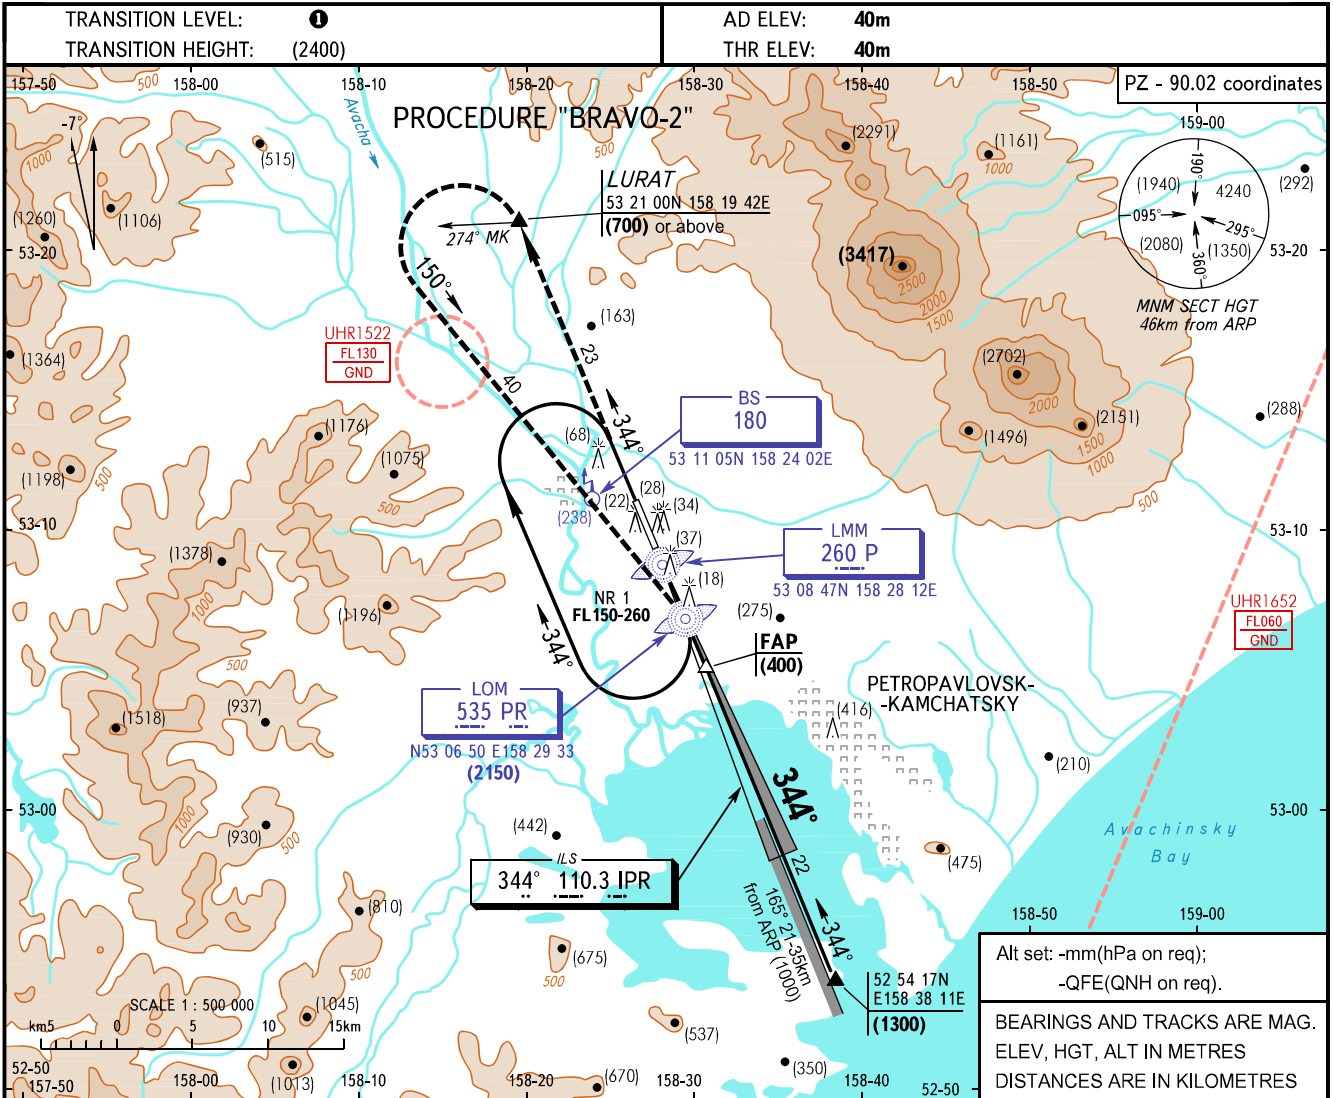 TRANSITION LEVEL: ❶
TRANSITION HEIGHT: (2400)
AD ELEV: 40m
THR ELEV: 40m
157-50 158-00 158-10 158-20 158-30 158-40 158-50
PZ - 90.02 coordinates
159-00
PROCEDURE "BRAVO-2"
Avacha
-7°
500
1000
(515)
(1106)
(1260)
53-20
500
(2291)
(1161)
1000
(292)
LURAT
53 21 00N 158 19 42E
(700) or above
274° MK
190°
(1940)
4240
095°
295°
(2080)
(1350)
360°
MNM SECT HGT
46km from ARP
53-20
(3417)
2500
2000
1500
150°
(163)
23
40
UHR1522
FL130
GND
(1364)
(2702)
2000
(2151)
1500
1000
(1496)
500
(288)
(1176)
(1075)
500
(1198)
500
(68)
344°
BS
180
53 11 05N 158 24 02E
(22)
(28)
(34)
(238)
(37)
53-10
53-10
LMM
260 P
53 08 47N 158 28 12E
(1378)
1000
(1196)
500
(18)
NR 1
FL150-260
344°
(275)
FAP
(400)
UHR1652
FL060
GND
LOM
535 PR
N53 06 50 E158 29 33
(2150)
PETROPAVLOVSK-
-KAMCHATSKY
(416)
(210)
(937)
(1518)
1000
(930)
500
53-00
53-00
344°
(442)
ILS
344° 110.3 IPR
22
165° 21-35km
from ARP (1000)
344°
(475)
Avachinsky
Bay
(810)
500
(675)
500
(1045)
(537)
(1013)
(670)
(350)
52 54 17N
E158 38 11E
(1300)
SCALE 1 : 500 000
km5 0 5 10 15km
158-50 159-00
Alt set: -mm(hPa on req);
-QFE(QNH on req).
BEARINGS AND TRACKS ARE MAG.
ELEV, HGT, ALT IN METRES
DISTANCES ARE IN KILOMETRES
52-50
157-50 158-00 158-10 158-20 158-30 158-40 52-50